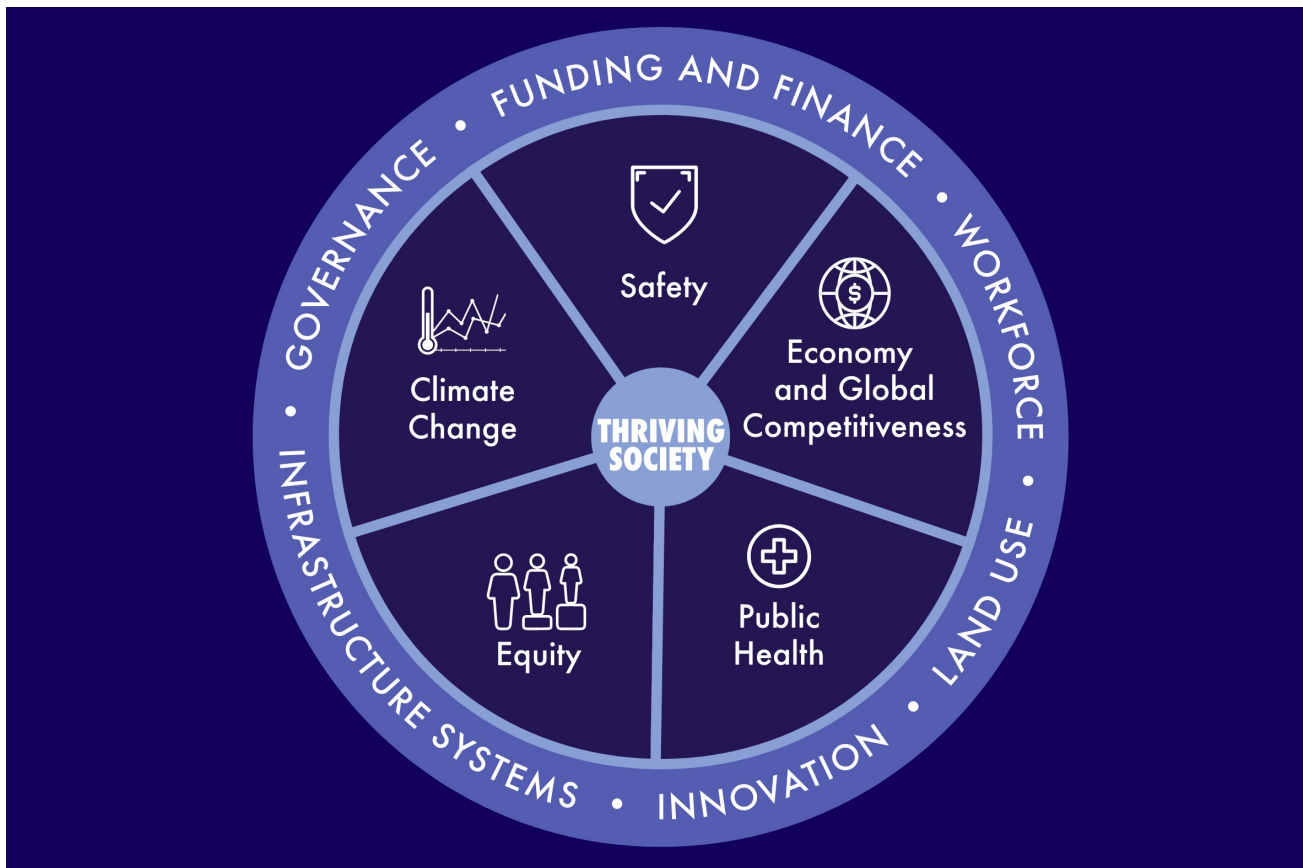 GOVERNANCE • FUNDING AND FINANCE • WORKFORCE • LAND USE • INNOVATION • INFRASTRUCTURE SYSTEMS •
Safety
$
Economy
and Global
Competitiveness
Climate
Change
THRIVING
SOCIETY
Equity
Public
Health